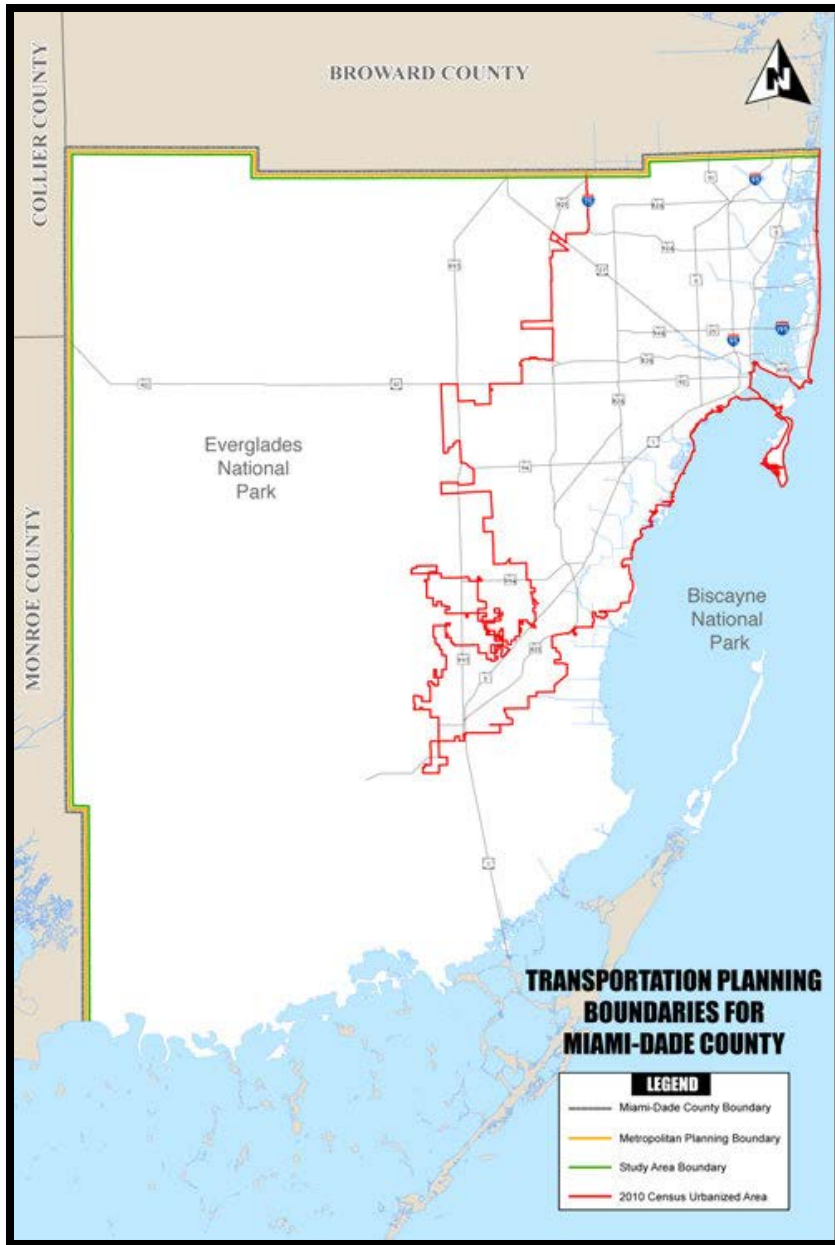 BROWARD COUNTY
N
COLLIER COUNTY
MONROE COUNTY
Everglades
National
Park
Biscayne
National
Park
TRANSPORTATION PLANNING
BOUNDARIES FOR
MIAMI-DADE COUNTY
LEGEND
Miami-Dade County Boundary
Metropolitan Planning Boundary
Study Area Boundary
2010 Census Urbanized Area